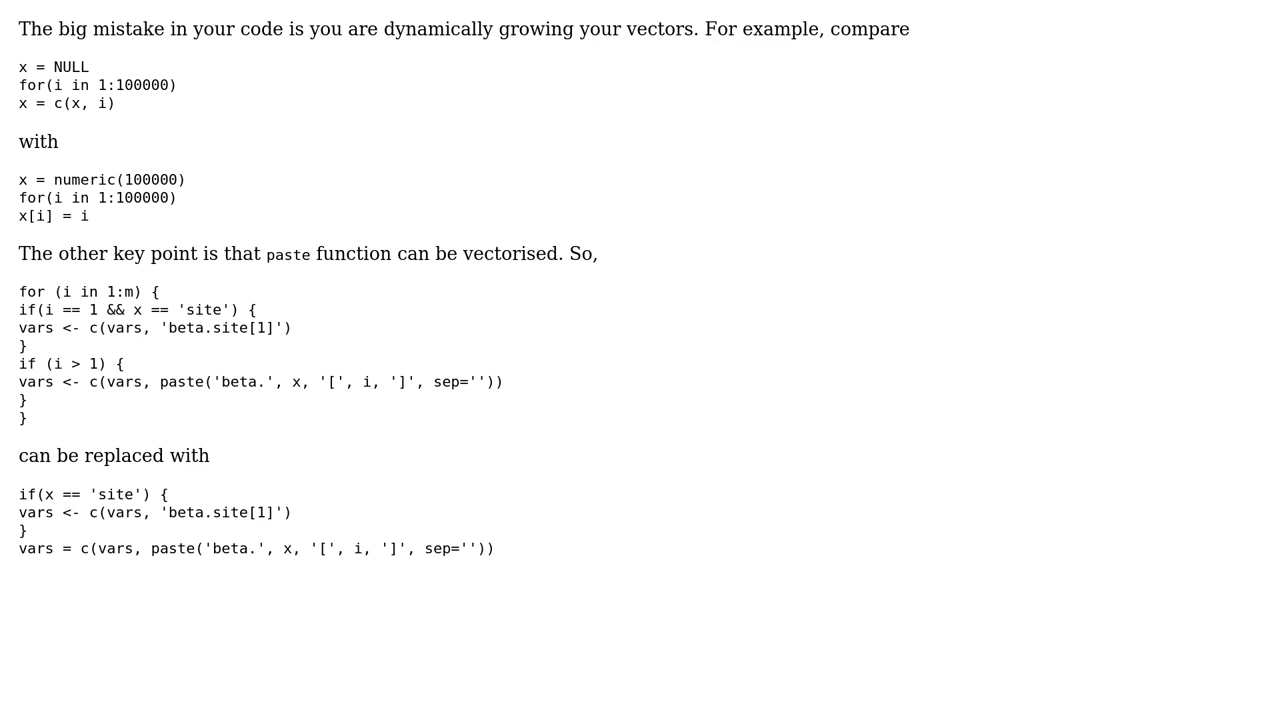 The big mistake in your code is you are dynamically growing your vectors. For example, compare
x = NULL
for(i in 1:100000)
x = c(x, i)
with
x = numeric(100000)
for(i in 1:100000)
x[i] = i
The other key point is that paste function can be vectorised. So,
for (i in 1:m) {
if(i == 1 && x == 'site') {
vars <- c(vars, 'beta.site[1]')
}
if (i > 1) {
vars <- c(vars, paste('beta.', x, '[', i, ']', sep=''))
}
}
can be replaced with
if(x == 'site') {
vars <- c(vars, 'beta.site[1]')
}
vars = c(vars, paste('beta.', x, '[', i, ']', sep=''))